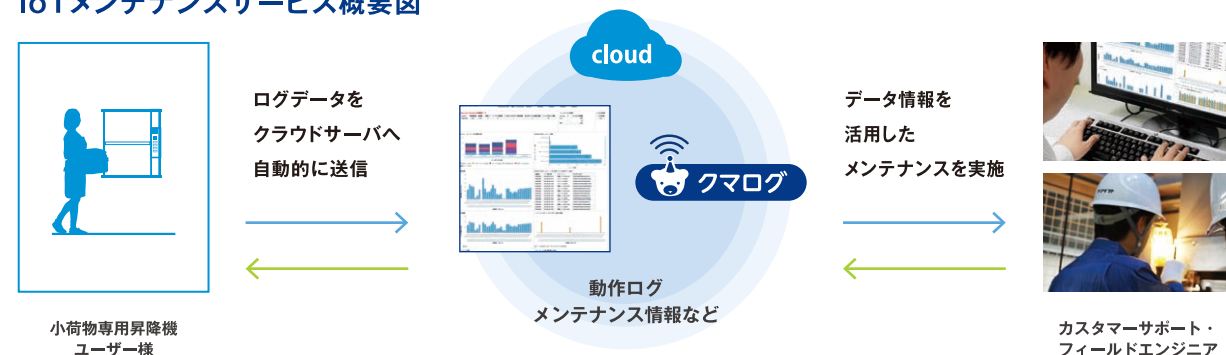 IoTメンテナンスサービス概要図
cloud
ログデータを
クラウドサーバへ
自動的に送信
クマログ
データ情報を
活用した
メンテナンスを実施
動作ログ
メンテナンス情報など
小荷物専用昇降機
ユーザー様
カスタマーサポート・
フィールドエンジニア